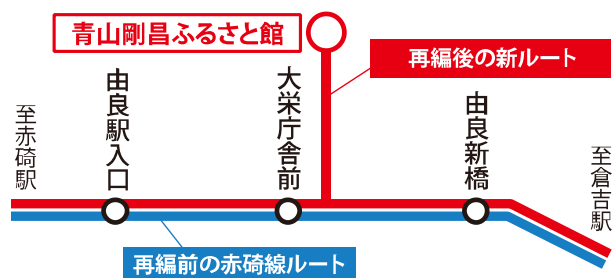 青山剛昌ふるさと館
再編後の新ルート
至赤碕駅
由良駅入口
大栄庁舎前
由良新橋
至倉吉駅
再編前の赤碕線ルート